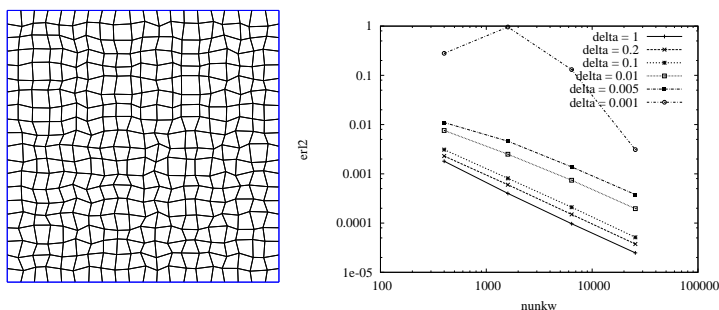 1
delta = 1
delta = 0.2
0.1
delta = 0.1
delta = 0.01
delta = 0.005
delta = 0.001
0.01
erl2
0.001
0.0001
1e-05
100
1000
10000
100000
nunkw